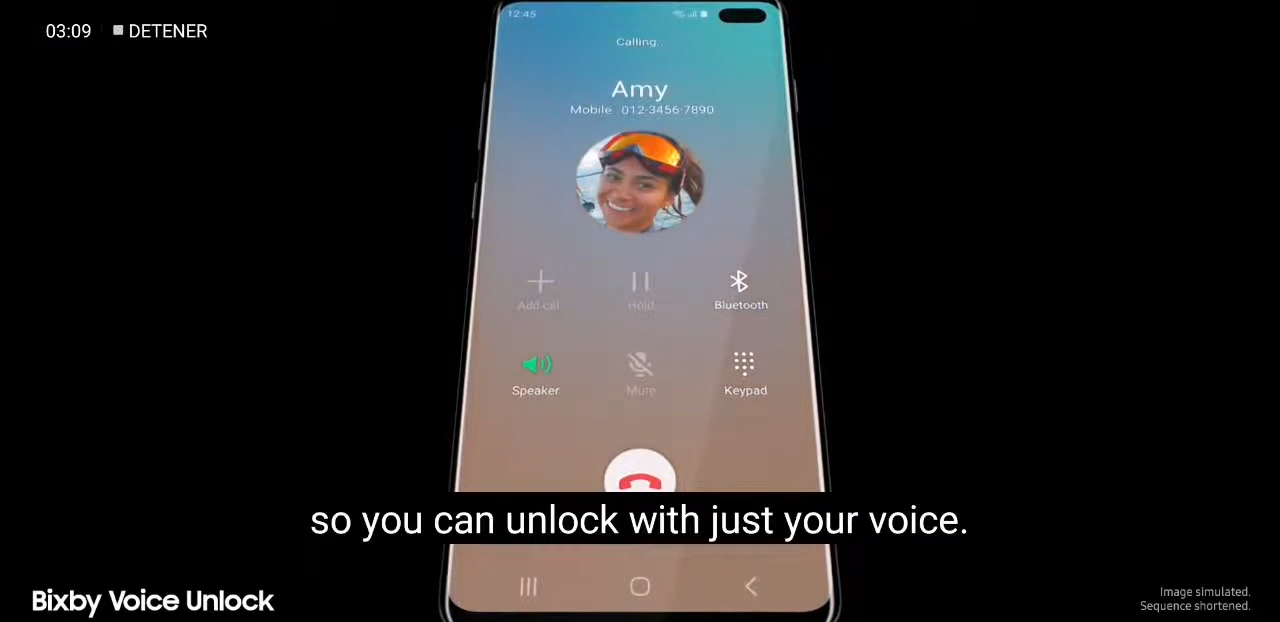 03:09 DETENER
12:45
Calling..
Amy
Mobile 012-3456-7890
Add call Hold Bluetooth
Speaker Mute Keypad
so you can unlock with just your voice.
Bixby Voice Unlock
Image simulated.
Sequence shortened.